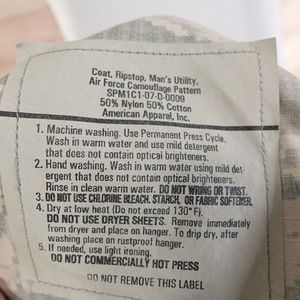 Coat, Ripstop, Man's Utility,
Air Force Camouflage Pattern
SPM1C1-07-D-0009
50% Nylon 50% Cotton
American Apparel, Inc.
1. Machine washing. Use Permanent Press Cycle.
Wash in warm water and use mild detergent
that does not contain optical brighteners.
2. Hand washing. Wash in warm water using mild det-
ergent that does not contain optical brighteners.
Rinse in clean warm water. DO NOT WRING OR TWIST.
3. DO NOT USE CHLORINE BLEACH, STARCH, OR FABRIC SOFTENER.
4. Dry at low heat (Do not exceed 130° F).
DO NOT USE DRYER SHEETS. Remove immediately
from dryer and place on hanger. To drip dry, after
washing place on rustproof hanger.
5. If needed, use light ironing.
DO NOT COMMERCIALLY HOT PRESS
DO NOT REMOVE THIS LABEL